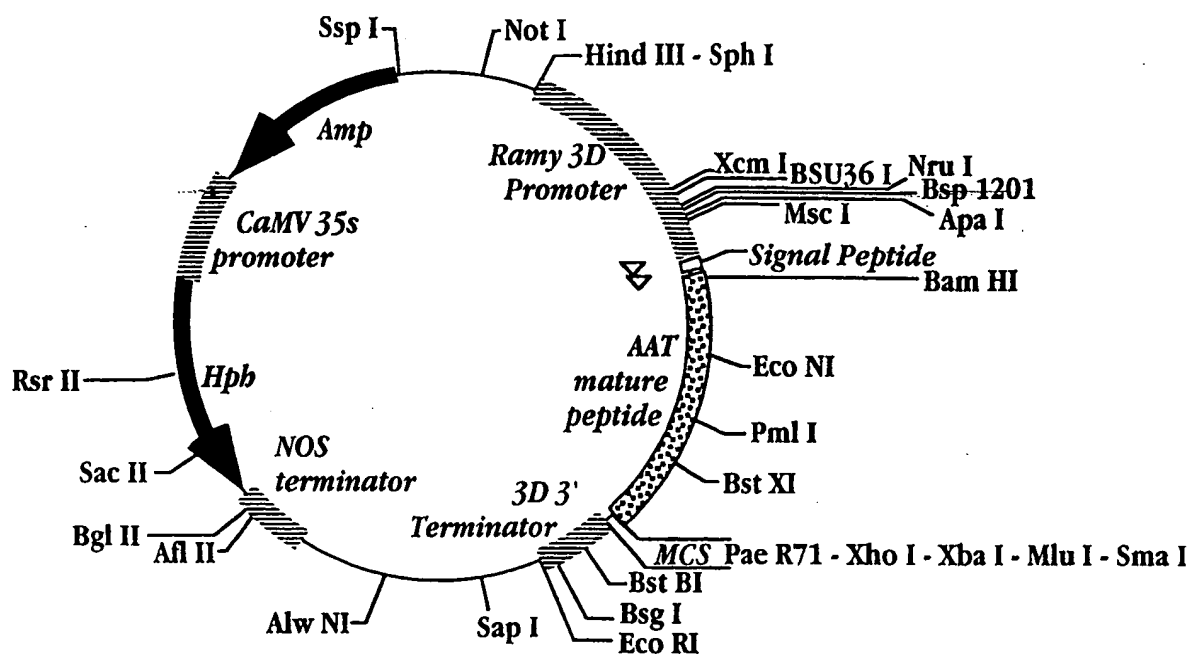 Ssp I
Not I
Hind III - Sph I
Amp
Ramy 3D
Promoter
Xcm I
BSU36 I
Nru I
Bsp 1201
Msc I
Apa I
CaMV 35s
promoter
Signal Peptide
Bam HI
AAT
mature
peptide
Eco NI
Rsr II
Hph
Pml I
Sac II
NOS
terminator
Bst XI
3D 3'
Terminator
Bgl II
Afl II
MCS Pae R71 - Xho I - Xba I - Mlu I - Sma I
Bst BI
Alw NI
Sap I
Bsg I
Eco RI